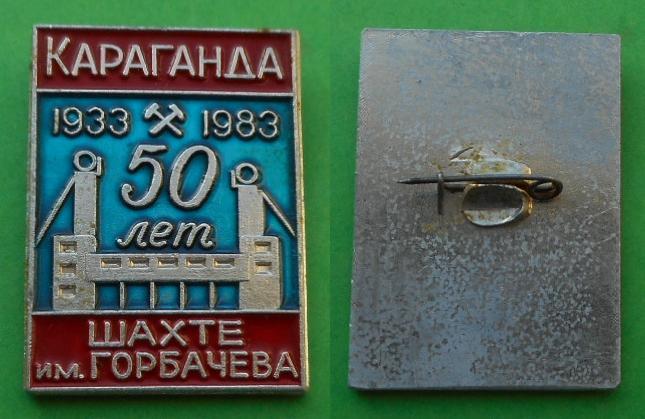 КАРАГАНДА
1933 1983
50
лет
ШАХТЕ
им. ГОРБАЧЕВА